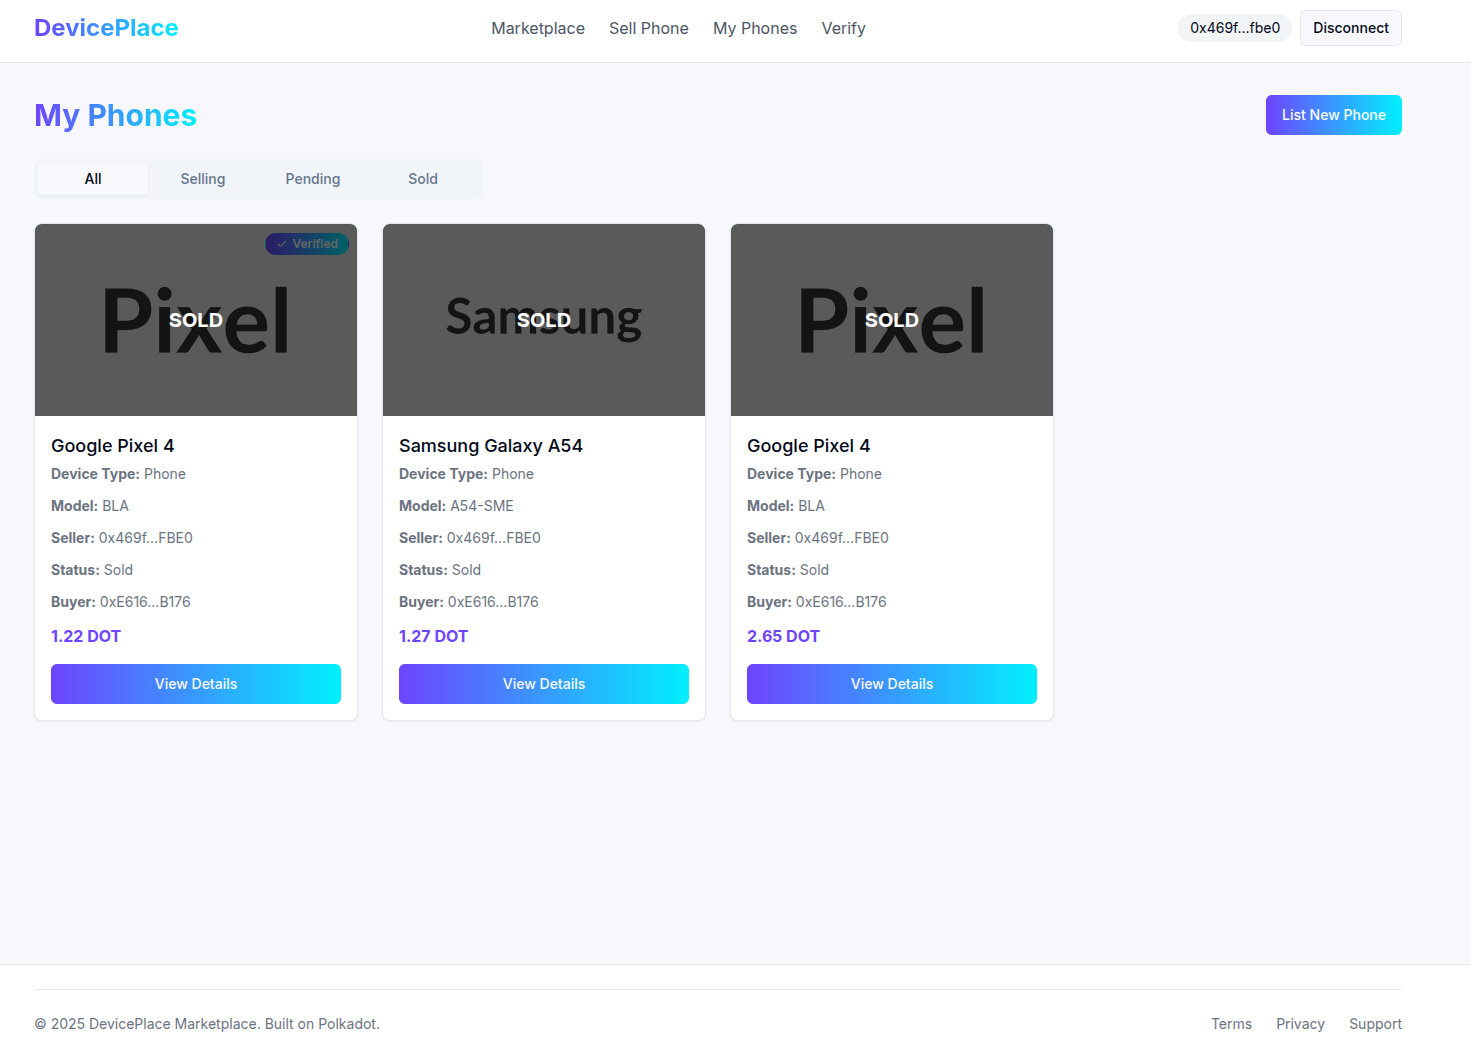 DevicePlace
Marketplace Sell Phone My Phones Verify
0x469f...fbe0 Disconnect
My Phones
List New Phone
All Selling Pending Sold
Verified
Pixel
SOLD
Google Pixel 4
Device Type: Phone
Model: BLA
Seller: 0x469f...FBE0
Status: Sold
Buyer: 0xE616...B176
1.22 DOT
View Details
Samsung
SOLD
Samsung Galaxy A54
Device Type: Phone
Model: A54-SME
Seller: 0x469f...FBE0
Status: Sold
Buyer: 0xE616...B176
1.27 DOT
View Details
Pixel
SOLD
Google Pixel 4
Device Type: Phone
Model: BLA
Seller: 0x469f...FBE0
Status: Sold
Buyer: 0xE616...B176
2.65 DOT
View Details
© 2025 DevicePlace Marketplace. Built on Polkadot.
Terms Privacy Support